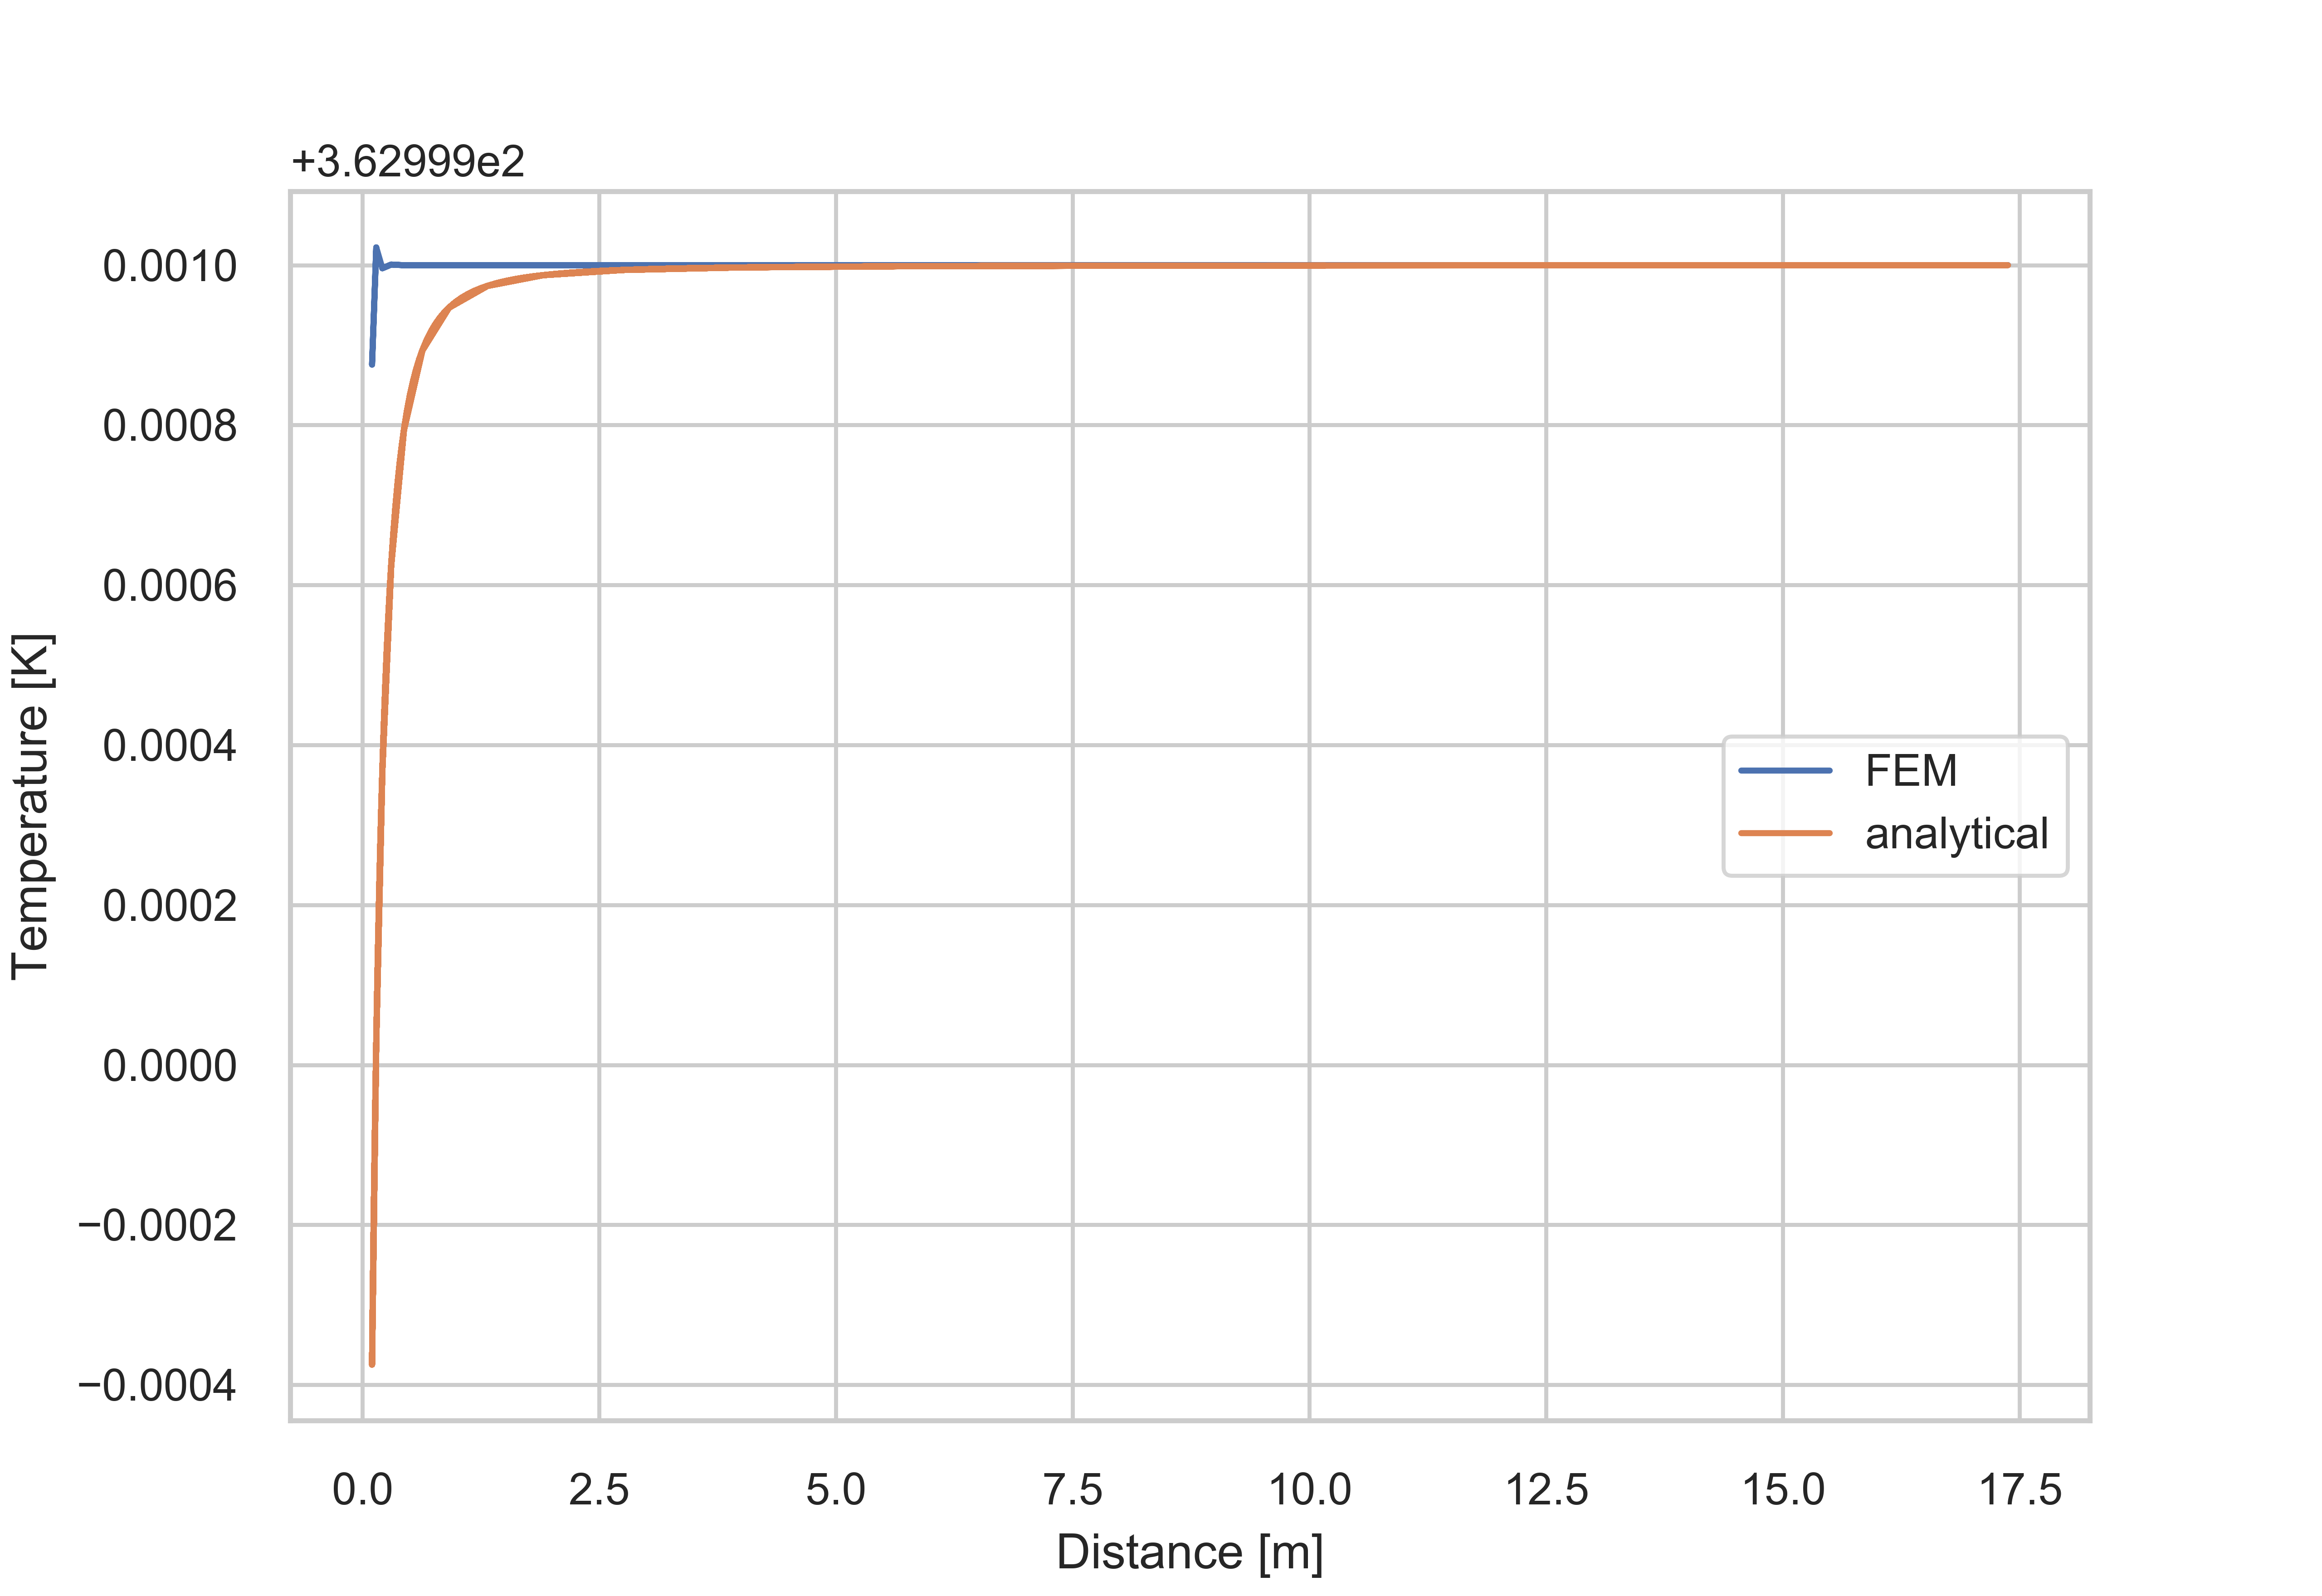 +3.62999e2
0.0010
0.0008
0.0006
0.0004
0.0002
0.0000
−0.0002
−0.0004
Temperature [K]
FEM
analytical
0.0 2.5 5.0 7.5 10.0 12.5 15.0 17.5
Distance [m]